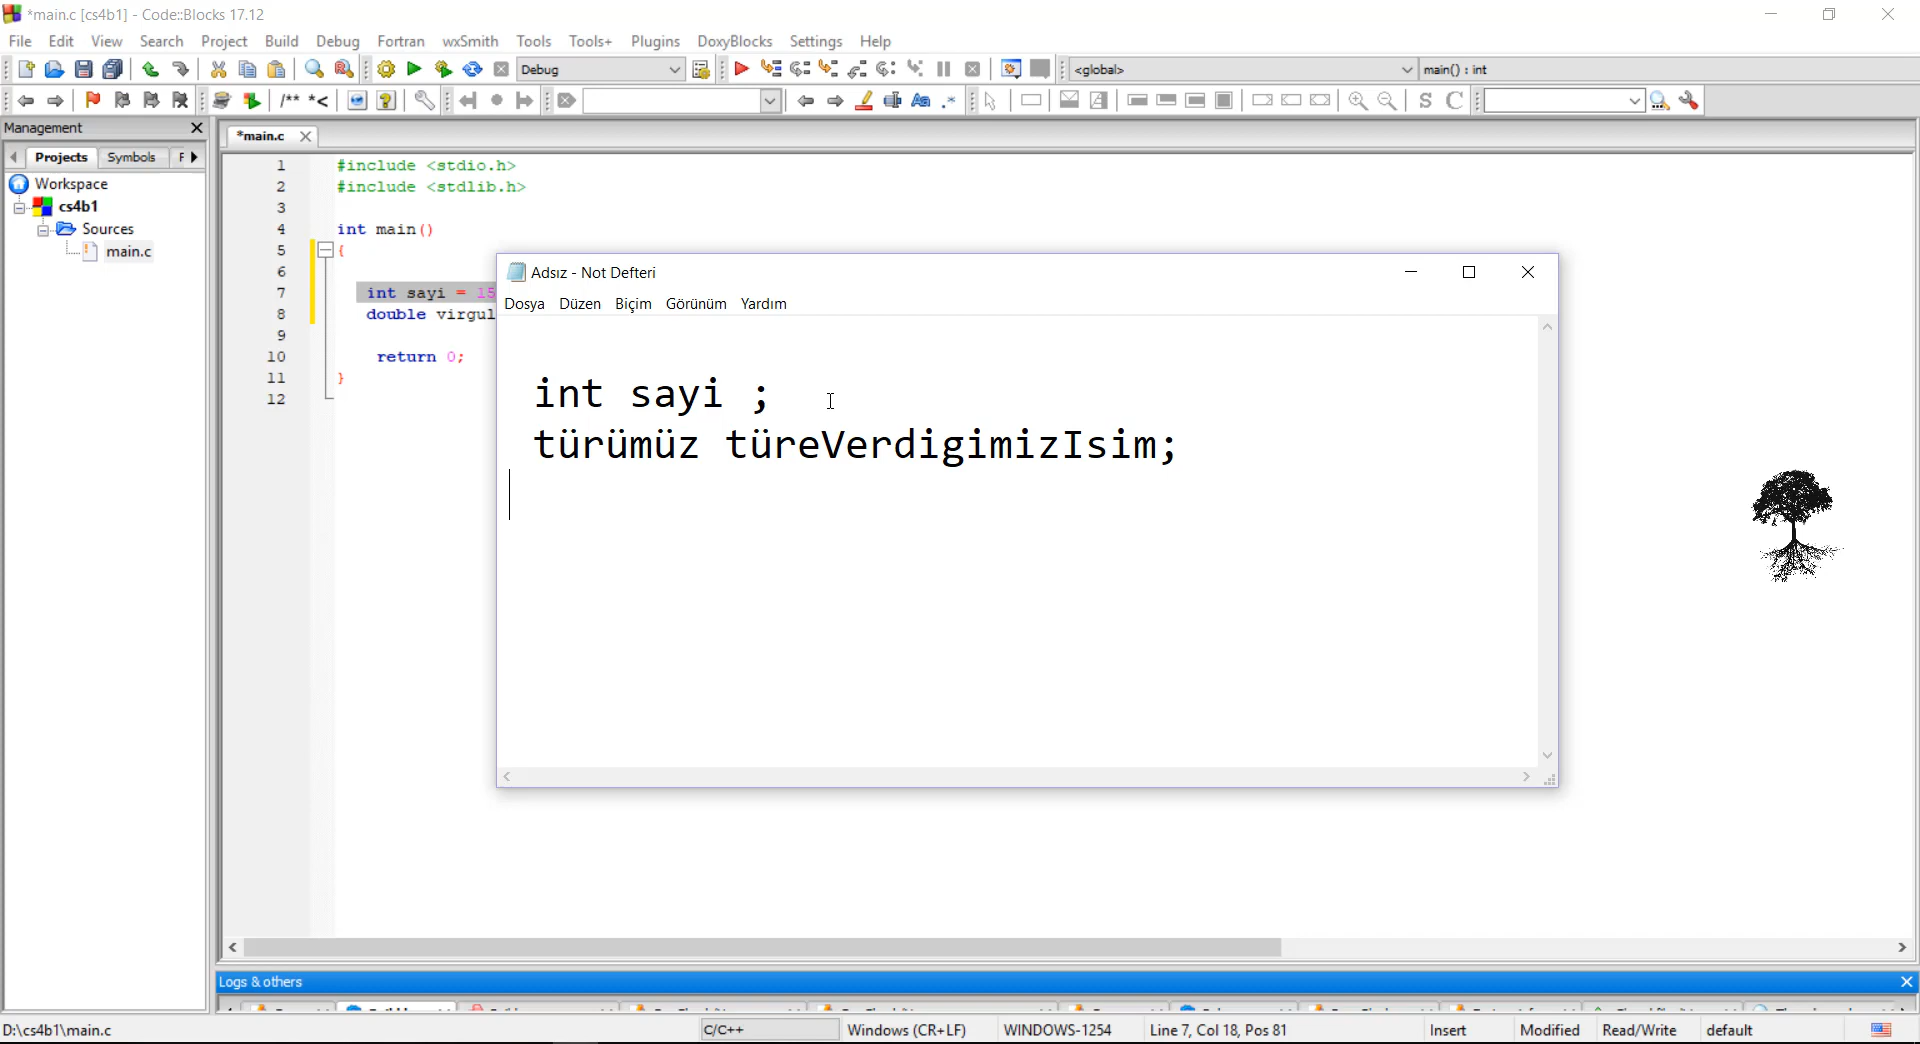 *main.c [cs4b1] - Code::Blocks 17.12
File Edit View Search Project Build Debug Fortran wxSmith Tools Tools+ Plugins DoxyBlocks Settings Help
Debug
<global>
main() : int
/** *<
Management
Projects Symbols F
Workspace
cs4b1
Sources
main.c
*main.c
1 #include <stdio.h>
2 #include <stdlib.h>
3
4 int main()
5 {
6
7 int sayi = 15
8 double virgul
9
10 return 0;
11 }
12
Adsız - Not Defteri
Dosya Düzen Biçim Görünüm Yardım
int sayi ;
türümüz türeVerdigimizIsim;
Logs & others
D:\cs4b1\main.c C/C++ Windows (CR+LF) WINDOWS-1254 Line 7, Col 18, Pos 81 Insert Modified Read/Write default